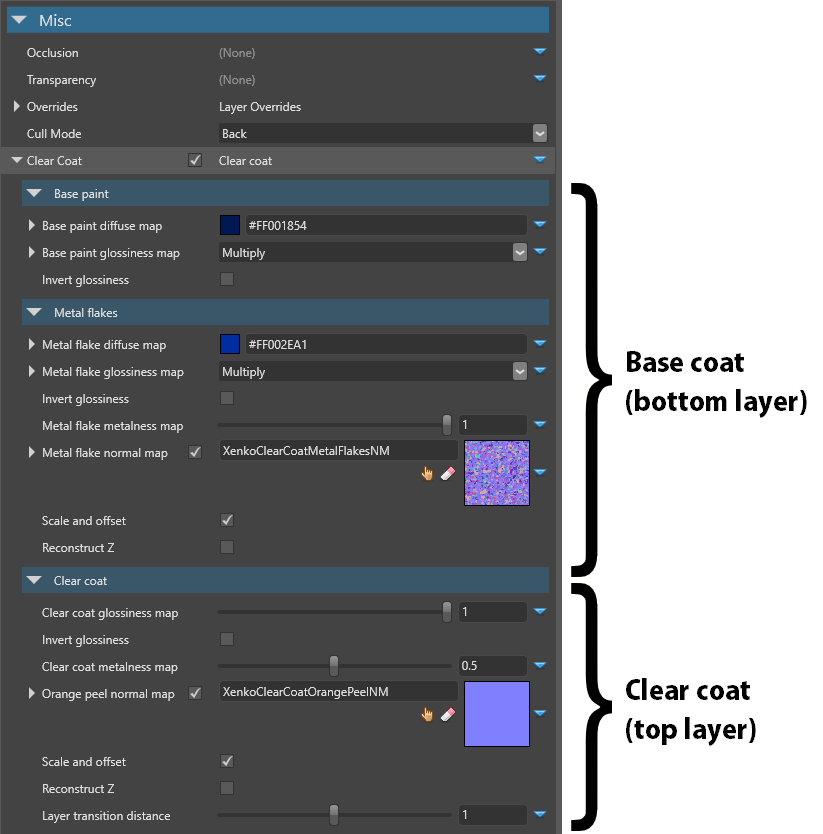 Misc
Occlusion (None)
Transparency (None)
Overrides Layer Overrides
Cull Mode Back
Clear Coat Clear coat
Base paint
Base paint diffuse map #FF001854
Base paint glossiness map Multiply
Invert glossiness
Metal flakes
Metal flake diffuse map #FF002EA1
Metal flake glossiness map Multiply
Invert glossiness
Metal flake metalness map 1
Metal flake normal map XenkoClearCoatMetalFlakesNM
Scale and offset
Reconstruct Z
Base coat
(bottom layer)
Clear coat
Clear coat glossiness map 1
Invert glossiness
Clear coat metalness map 0.5
Orange peel normal map XenkoClearCoatOrangePeelNM
Scale and offset
Reconstruct Z
Layer transition distance 1
Clear coat
(top layer)